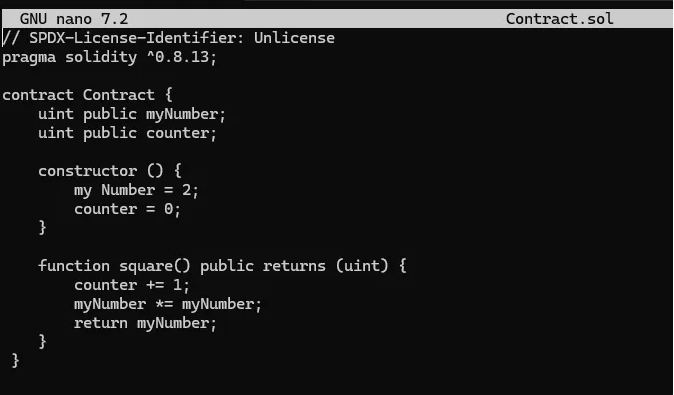 GNU nano 7.2 Contract.sol
// SPDX-License-Identifier: Unlicense
pragma solidity ^0.8.13;

contract Contract {
    uint public myNumber;
    uint public counter;

    constructor () {
        my Number = 2;
        counter = 0;
    }

    function square() public returns (uint) {
        counter += 1;
        myNumber *= myNumber;
        return myNumber;
    }
 }